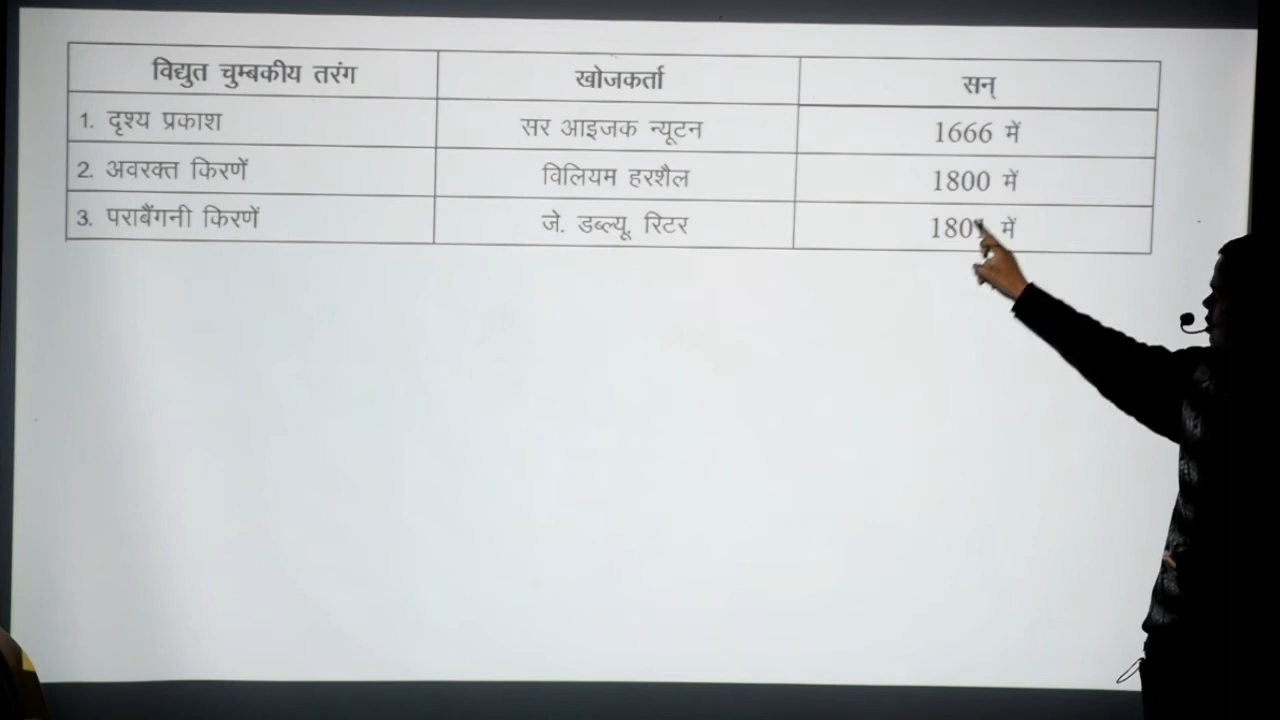 विद्युत चुम्बकीय तरंग खोजकर्ता सन्
1. दृश्य प्रकाश सर आइजक न्यूटन 1666 में
2. अवरक्त किरणें विलियम हरशैल 1800 में
3. पराबैंगनी किरणें जे. डब्ल्यू. रिटर 1801 में